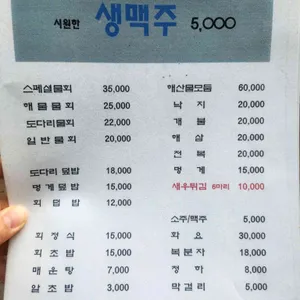 시원한 생맥주 5,000
스페셜물회 35,000
해물물회 25,000
도다리물회 22,000
일반물회 20,000
도다리덮밥 18,000
멍게덮밥 15,000
회덮밥 12,000
회정식 15,000
회조밥 15,000
매운탕 7,000
알조밥 3,000
해산물모듬 60,000
낙지 20,000
개불 20,000
해삼 20,000
전복 20,000
멍게 15,000
새우튀김 6마리 10,000
소주/맥주 5,000
화요 30,000
복분자 18,000
청하 8,000
막걸리 5,000